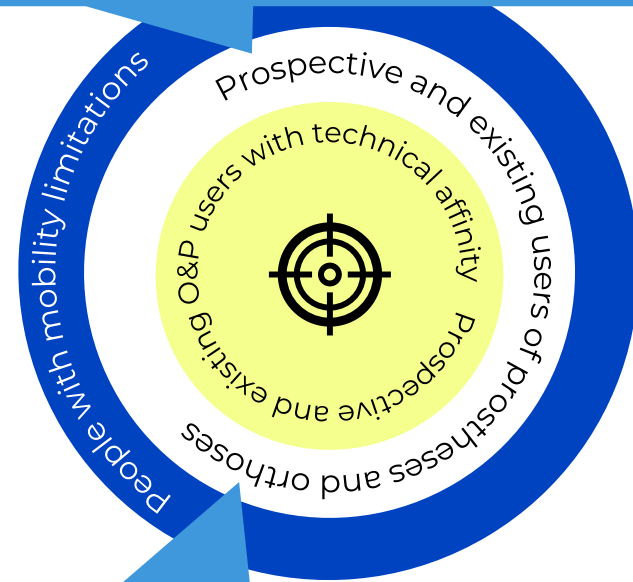 People with mobility limitations
Prospective and existing users of prostheses and orthoses
Prospective and existing O&P users with technical affinity